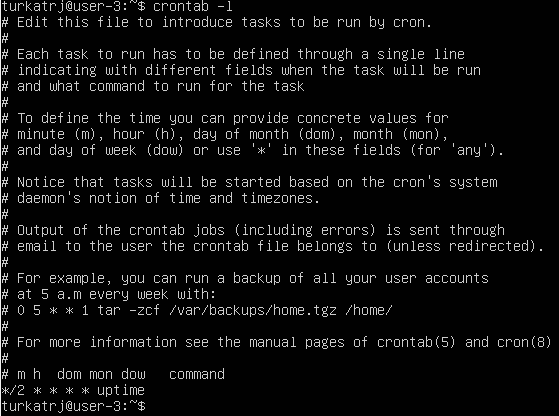 turkatrj@user-3:~$ crontab -l
# Edit this file to introduce tasks to be run by cron.
#
# Each task to run has to be defined through a single line
# indicating with different fields when the task will be run
# and what command to run for the task
#
# To define the time you can provide concrete values for
# minute (m), hour (h), day of month (dom), month (mon),
# and day of week (dow) or use '*' in these fields (for 'any').
#
# Notice that tasks will be started based on the cron's system
# daemon's notion of time and timezones.
#
# Output of the crontab jobs (including errors) is sent through
# email to the user the crontab file belongs to (unless redirected).
#
# For example, you can run a backup of all your user accounts
# at 5 a.m every week with:
# 0 5 * * 1 tar -zcf /var/backups/home.tgz /home/
#
# For more information see the manual pages of crontab(5) and cron(8)
#
# m h  dom mon dow   command
*/2 * * * * uptime
turkatrj@user-3:~$